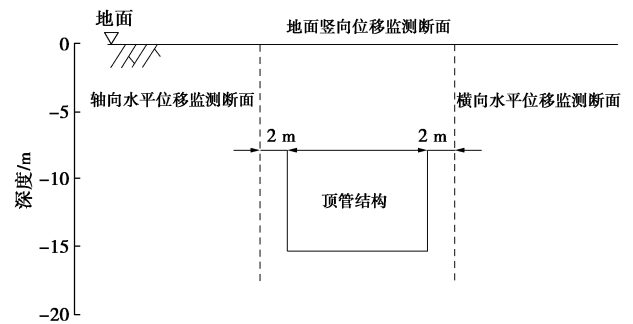 地面
地面竖向位移监测断面
0
轴向水平位移监测断面
横向水平位移监测断面
-5
2 m
2 m
深度/m
-10
顶管结构
-15
-20